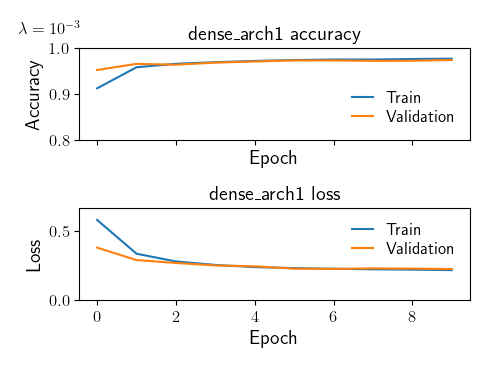 λ = 10⁻³
dense_arch1 accuracy
1.0
0.9
0.8
Accuracy
Train
Validation
Epoch
dense_arch1 loss
0.5
0.0
Loss
Train
Validation
0 2 4 6 8
Epoch